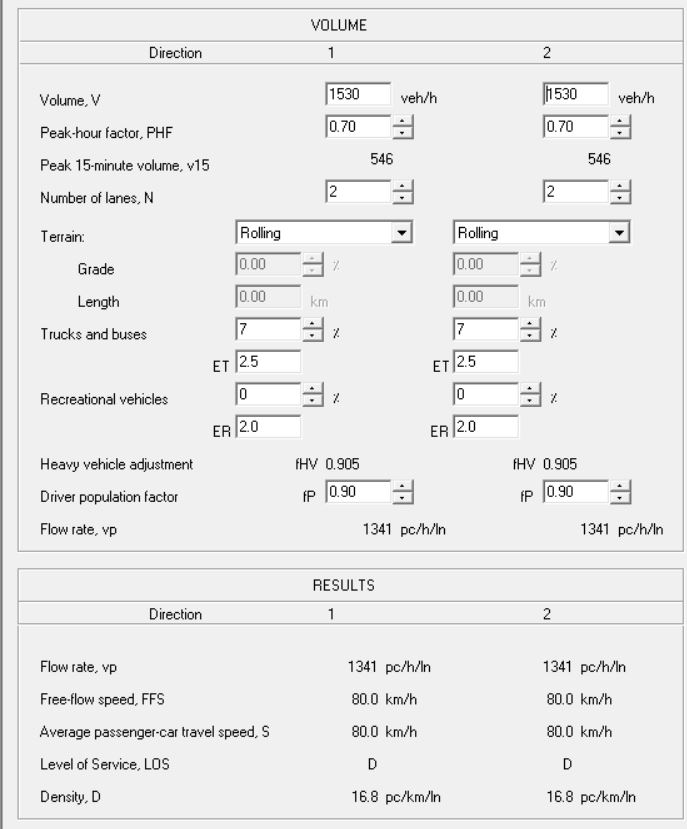 VOLUME
Direction 1 2
Volume, V 1530 veh/h 1530 veh/h
Peak-hour factor, PHF 0.70 0.70
Peak 15-minute volume, v15 546 546
Number of lanes, N 2 2
Terrain: Rolling Rolling
Grade 0.00 % 0.00 %
Length 0.00 km 0.00 km
Trucks and buses 7 % 7 %
ET 2.5 ET 2.5
Recreational vehicles 0 % 0 %
ER 2.0 ER 2.0
Heavy vehicle adjustment fHV 0.905 fHV 0.905
Driver population factor fP 0.90 fP 0.90
Flow rate, vp 1341 pc/h/ln 1341 pc/h/ln
RESULTS
Direction 1 2
Flow rate, vp 1341 pc/h/ln 1341 pc/h/ln
Free-flow speed, FFS 80.0 km/h 80.0 km/h
Average passenger-car travel speed, S 80.0 km/h 80.0 km/h
Level of Service, LOS D D
Density, D 16.8 pc/km/ln 16.8 pc/km/ln